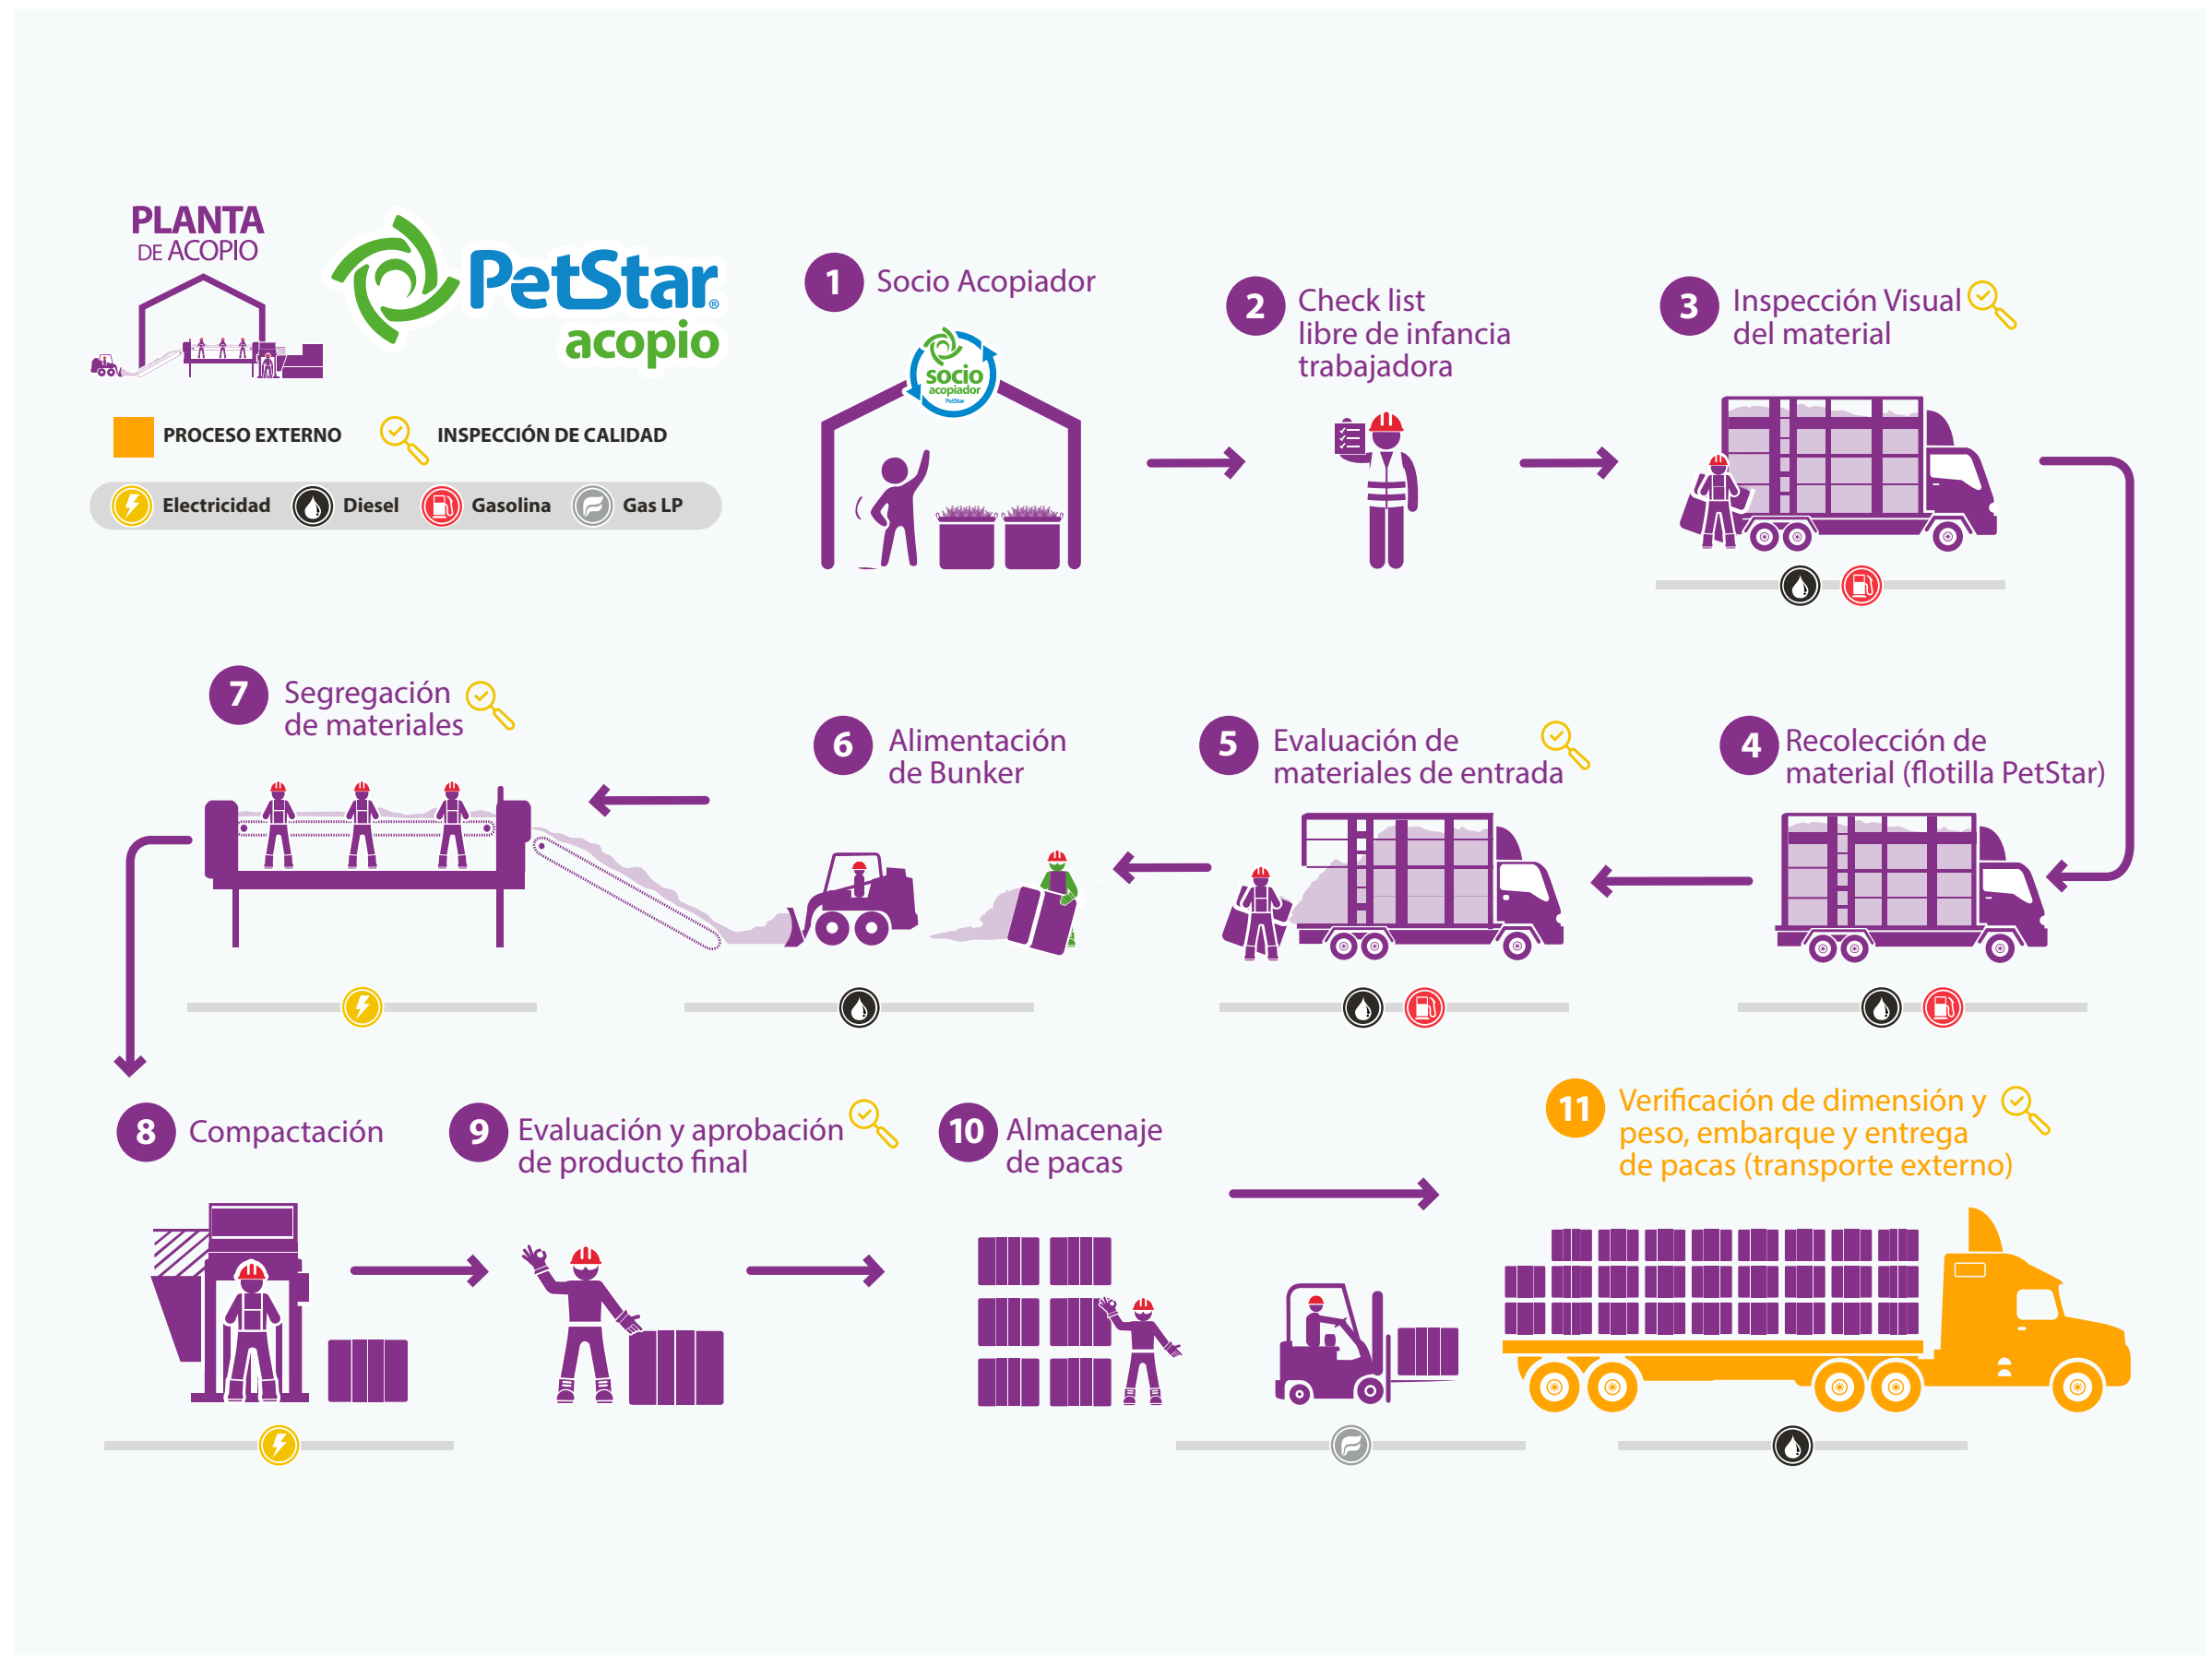 PLANTA
DE ACOPIO
PetStar®
acopio
PROCESO EXTERNO
INSPECCIÓN DE CALIDAD
Electricidad
Diesel
Gasolina
Gas LP
1 Socio Acopiador
socio
acopiador
PetStar
2 Check list
libre de infancia
trabajadora
3 Inspección Visual
del material
4 Recolección de
material (flotilla PetStar)
5 Evaluación de
materiales de entrada
6 Alimentación
de Bunker
7 Segregación
de materiales
8 Compactación
9 Evaluación y aprobación
de producto final
10 Almacenaje
de pacas
11 Verificación de dimensión y
peso, embarque y entrega
de pacas (transporte externo)